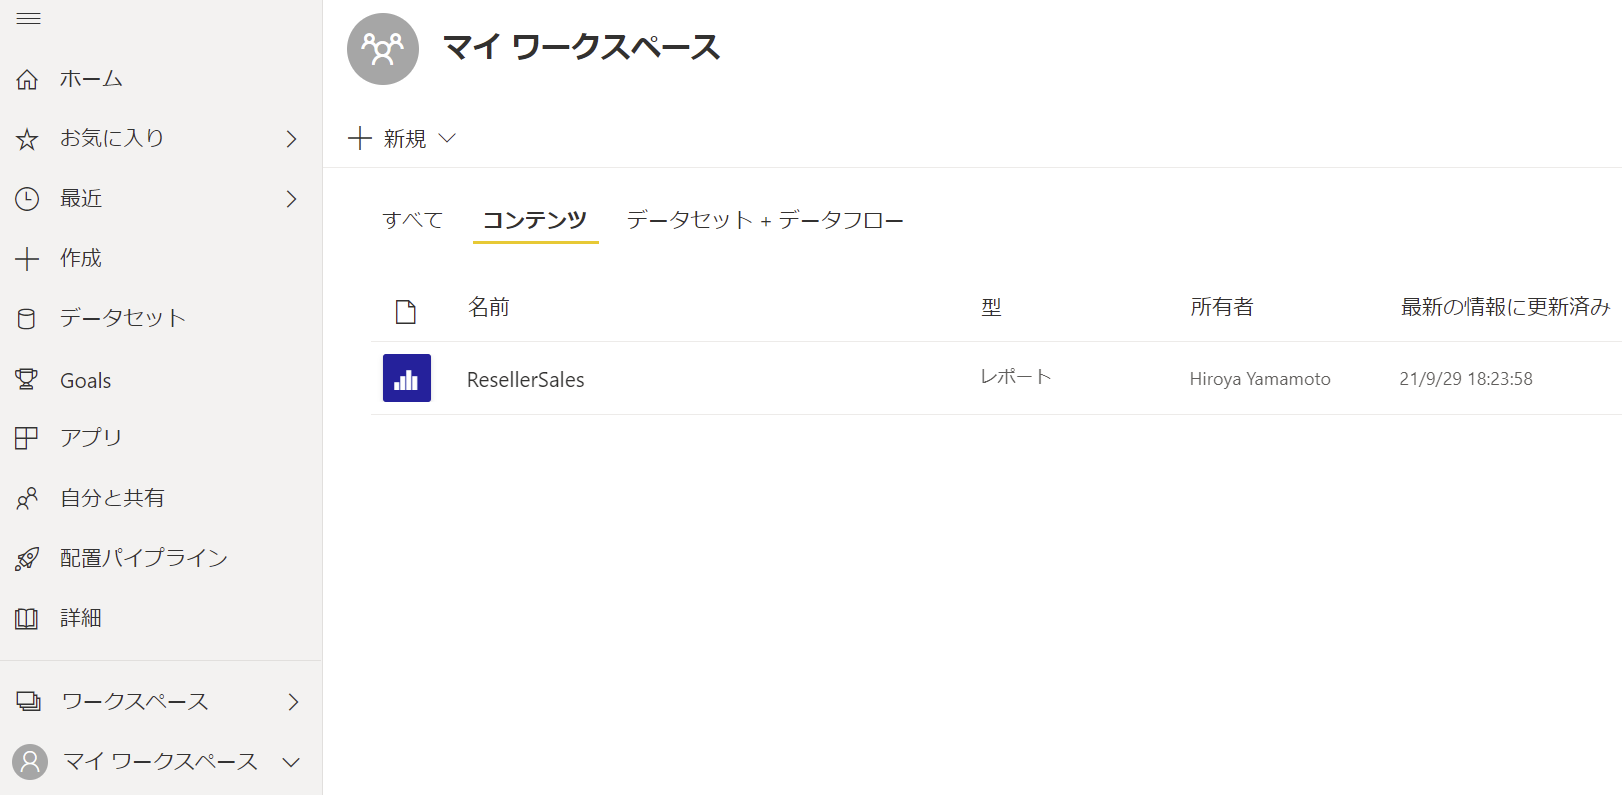 ホーム
お気に入り
最近
作成
データセット
Goals
アプリ
自分と共有
配置パイプライン
詳細
ワークスペース
マイ ワークスペース
マイ ワークスペース
新規
すべて コンテンツ データセット + データフロー
名前 型 所有者 最新の情報に更新済み
ResellerSales レポート Hiroya Yamamoto 21/9/29 18:23:58